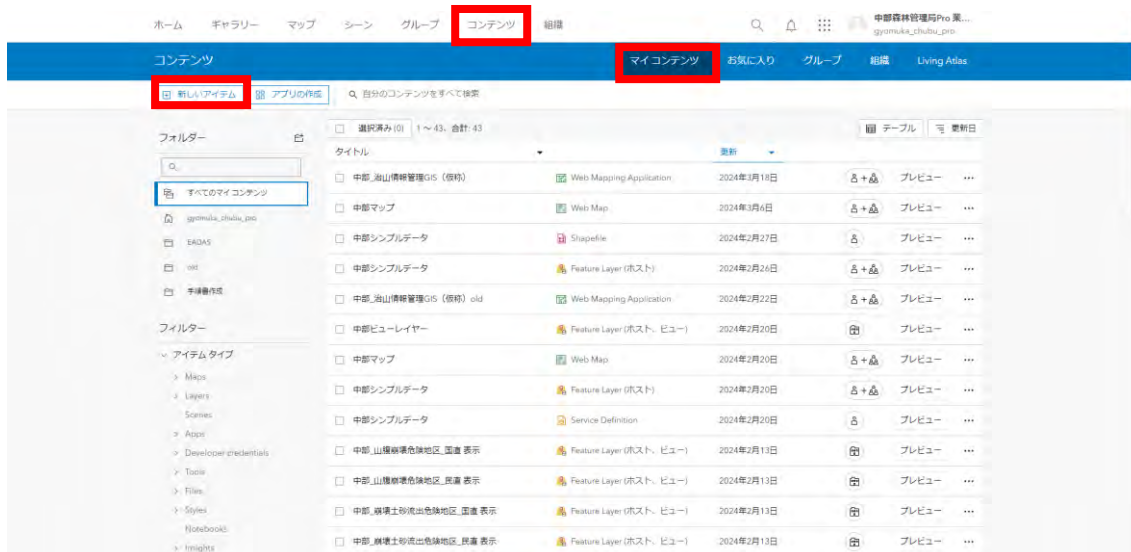 ホーム ギャラリー マップ シーン グループ コンテンツ 組織 中部森林管理局Pro 業...
gyomuka_chubu_pro
コンテンツ マイ コンテンツ お気に入り グループ 組織 Living Atlas
新しいアイテム アプリの作成 自分のコンテンツをすべて検索
フォルダー 選択済み (0) 1 ~ 43、合計: 43 テーブル 更新日
タイトル 更新
すべてのマイ コンテンツ 中部_治山情報管理GIS（仮称） Web Mapping Application 2024年3月18日 プレビュー ...
gyomuka_chubu_pro 中部マップ Web Map 2024年3月6日 プレビュー ...
EADAS 中部シンプルデータ Shapefile 2024年2月27日 プレビュー ...
old 中部シンプルデータ Feature Layer (ホスト) 2024年2月26日 プレビュー ...
手順書作成 中部_治山情報管理GIS（仮称）old Web Mapping Application 2024年2月22日 プレビュー ...
フィルター 中部ビューレイヤー Feature Layer (ホスト、ビュー) 2024年2月20日 プレビュー ...
アイテム タイプ 中部マップ Web Map 2024年2月20日 プレビュー ...
Maps
Layers 中部シンプルデータ Feature Layer (ホスト) 2024年2月20日 プレビュー ...
Scenes
Apps 中部シンプルデータ Service Definition 2024年2月20日 プレビュー ...
Developer credentials 中部_山腹崩壊危険地区_国直 表示 Feature Layer (ホスト、ビュー) 2024年2月13日 プレビュー ...
Tools
Files 中部_山腹崩壊危険地区_民直 表示 Feature Layer (ホスト、ビュー) 2024年2月13日 プレビュー ...
Styles 中部_崩壊土砂流出危険地区_国直 表示 Feature Layer (ホスト、ビュー) 2024年2月13日 プレビュー ...
Notebooks
Insights 中部_崩壊土砂流出危険地区_民直 表示 Feature Layer (ホスト、ビュー) 2024年2月13日 プレビュー ...